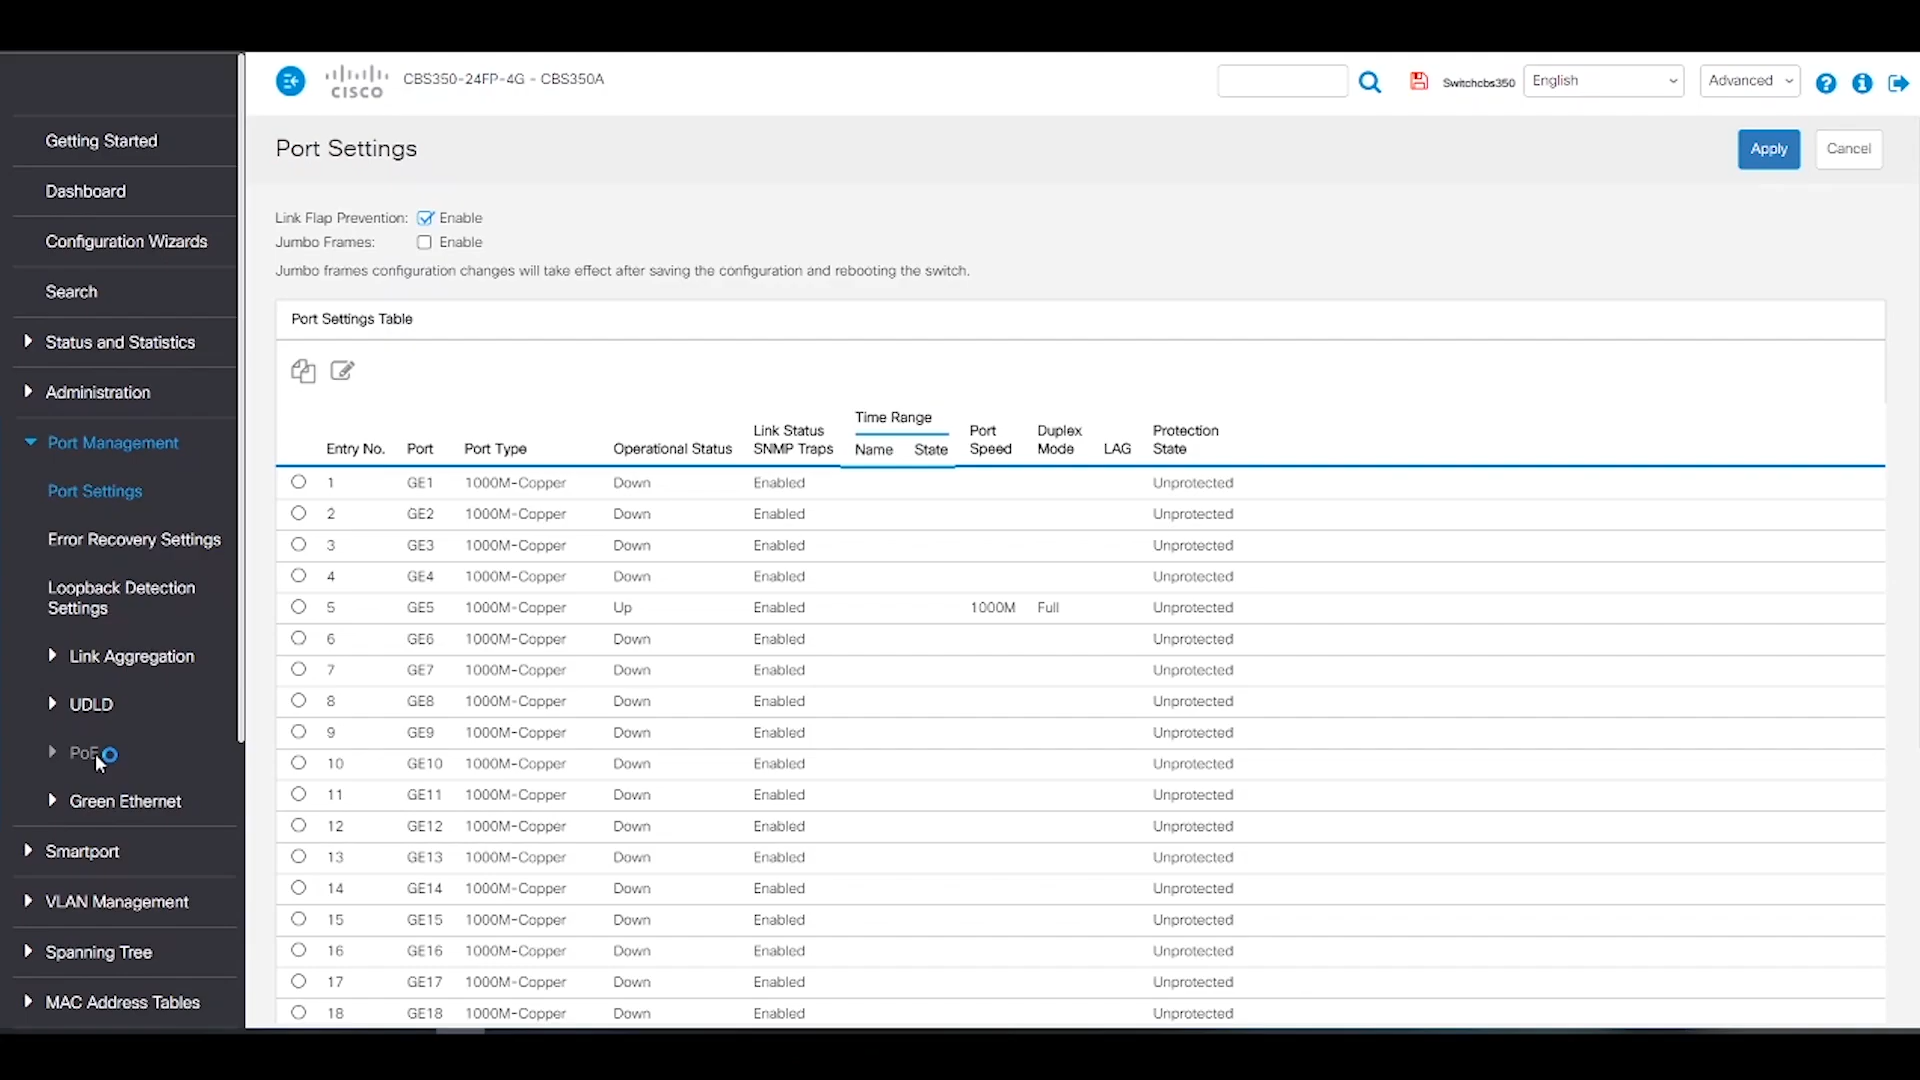 CISCO
CBS350-24FP-4G - CBS350A
Switchcbs350
English
Advanced
Getting Started
Dashboard
Configuration Wizards
Search
Status and Statistics
Administration
Port Management
Port Settings
Error Recovery Settings
Loopback Detection
Settings
Link Aggregation
UDLD
PoE
Green Ethernet
Smartport
VLAN Management
Spanning Tree
MAC Address Tables
Port Settings
Apply
Cancel
Link Flap Prevention: Enable
Jumbo Frames: Enable
Jumbo frames configuration changes will take effect after saving the configuration and rebooting the switch.
Port Settings Table
Entry No. Port Port Type Operational Status Link Status SNMP Traps Time Range Name State Port Speed Duplex Mode LAG Protection State
1 GE1 1000M-Copper Down Enabled Unprotected
2 GE2 1000M-Copper Down Enabled Unprotected
3 GE3 1000M-Copper Down Enabled Unprotected
4 GE4 1000M-Copper Down Enabled Unprotected
5 GE5 1000M-Copper Up Enabled 1000M Full Unprotected
6 GE6 1000M-Copper Down Enabled Unprotected
7 GE7 1000M-Copper Down Enabled Unprotected
8 GE8 1000M-Copper Down Enabled Unprotected
9 GE9 1000M-Copper Down Enabled Unprotected
10 GE10 1000M-Copper Down Enabled Unprotected
11 GE11 1000M-Copper Down Enabled Unprotected
12 GE12 1000M-Copper Down Enabled Unprotected
13 GE13 1000M-Copper Down Enabled Unprotected
14 GE14 1000M-Copper Down Enabled Unprotected
15 GE15 1000M-Copper Down Enabled Unprotected
16 GE16 1000M-Copper Down Enabled Unprotected
17 GE17 1000M-Copper Down Enabled Unprotected
18 GE18 1000M-Copper Down Enabled Unprotected